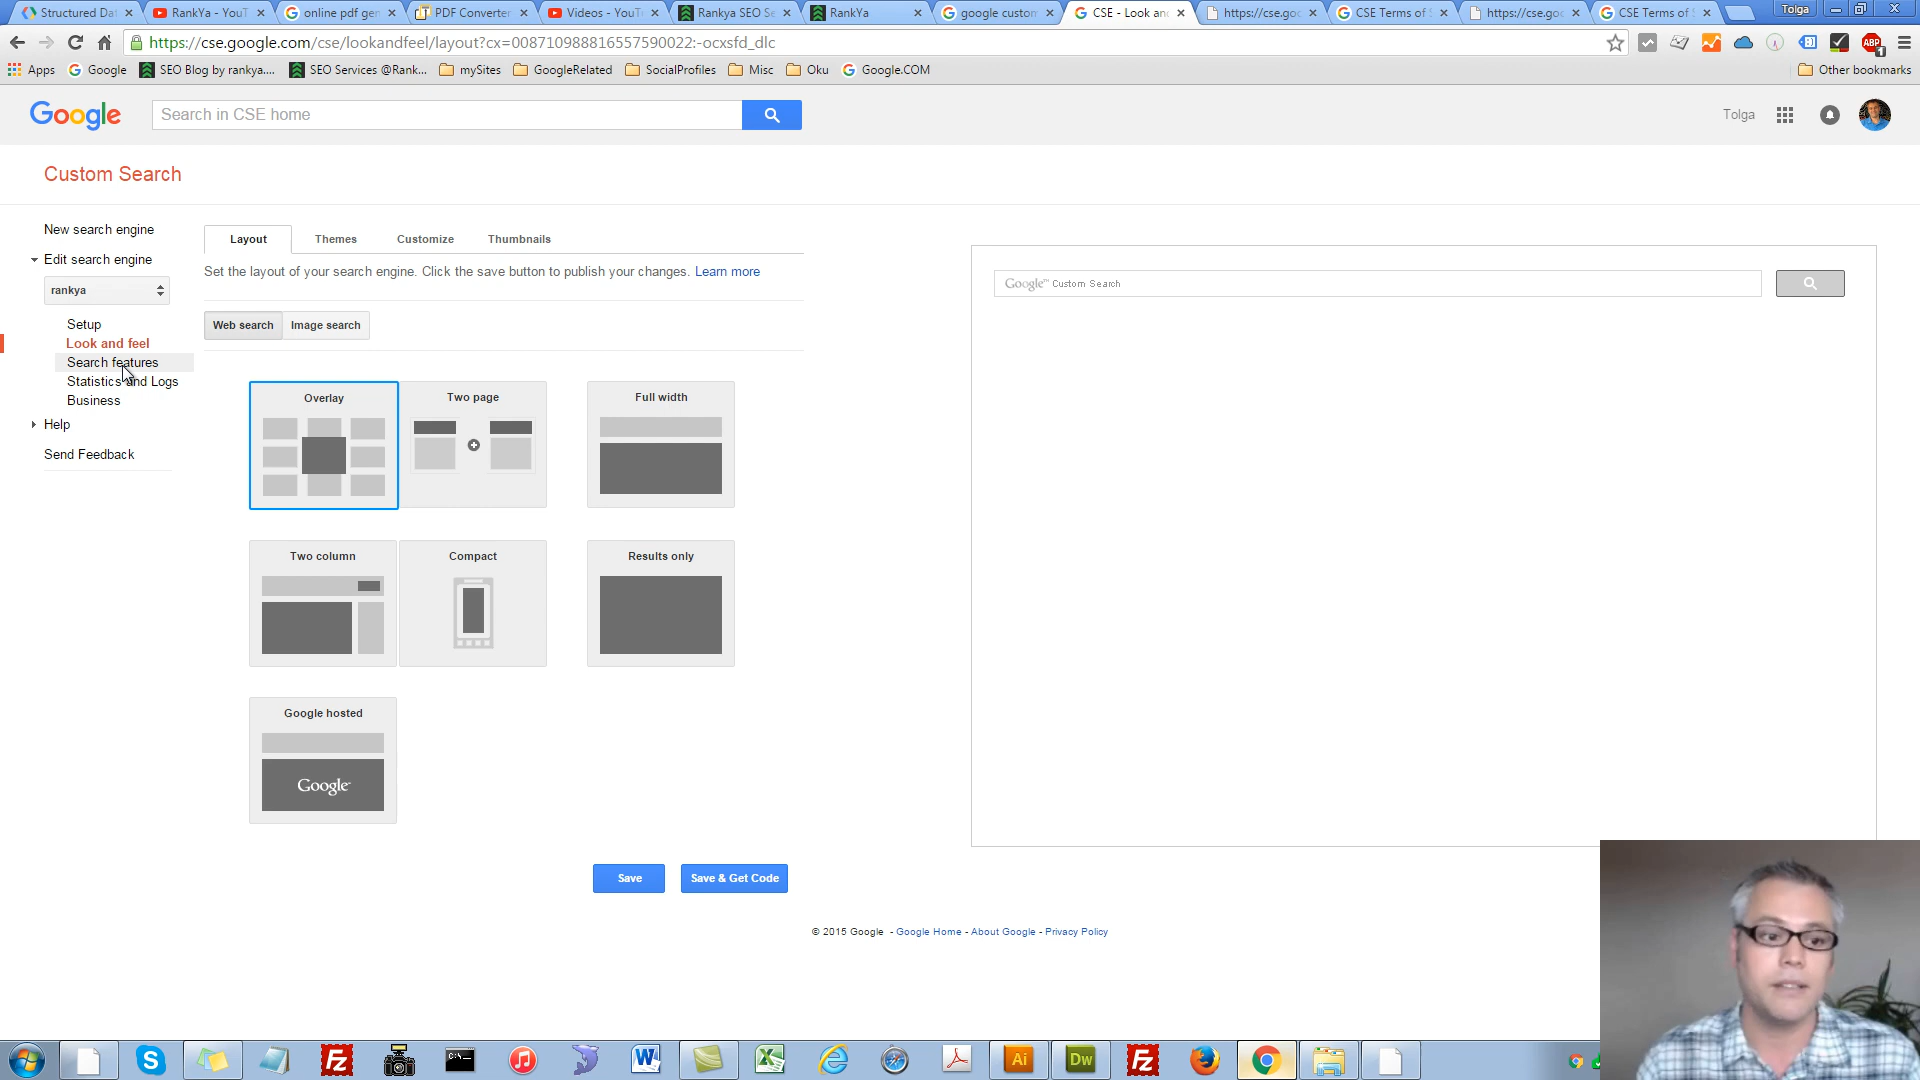 Structured Dat
RankYa - YouT
online pdf gen
PDF Converter
Videos - YouTu
Rankya SEO Se
RankYa
google custom
CSE - Look an
https://cse.goo
CSE Terms of S
https://cse.goo
CSE Terms of S
Tolga
https://cse.google.com/cse/lookandfeel/layout?cx=008710988816557590022:-ocxsfd_dlc
ABP
1
Apps
Google
SEO Blog by rankya....
SEO Services @Rank...
mySites
GoogleRelated
SocialProfiles
Misc
Oku
Google.COM
Other bookmarks
Google
Search in CSE home
Tolga
Custom Search
New search engine
Edit search engine
rankya
Setup
Look and feel
Search features
Statistics and Logs
Business
Help
Send Feedback
Layout
Themes
Customize
Thumbnails
Set the layout of your search engine. Click the save button to publish your changes. Learn more
Web search
Image search
Overlay
Two page
Full width
Two column
Compact
Results only
Google hosted
Google
Save
Save & Get Code
Google™ Custom Search
© 2015 Google - Google Home - About Google - Privacy Policy
Ai
Dw